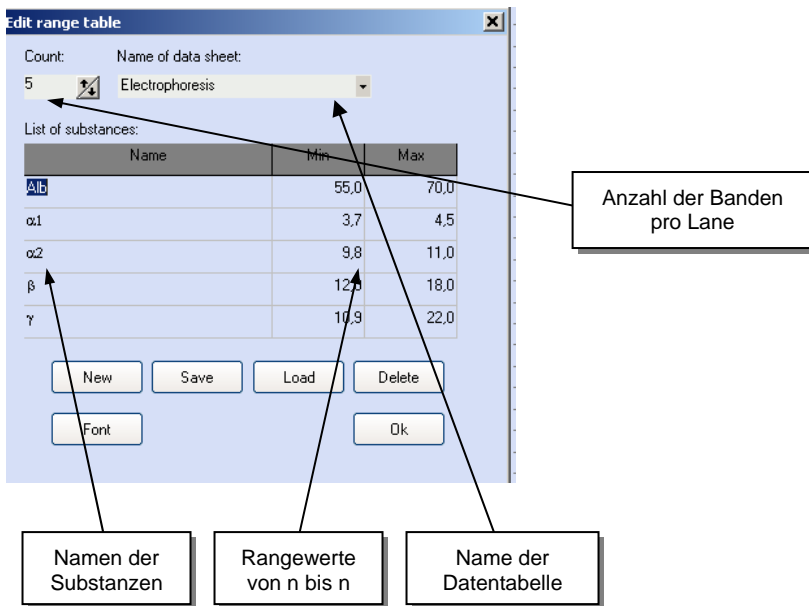 Edit range table
Count: Name of data sheet:
5 Electrophoresis
List of substances:
Name Min Max
Alb 55,0 70,0
α1 3,7 4,5
α2 9,8 11,0
β 18,0
γ 10,9 22,0
New Save Load Delete
Font Ok
Anzahl der Banden
pro Lane
Namen der
Substanzen
Rangewerte
von n bis n
Name der
Datentabelle